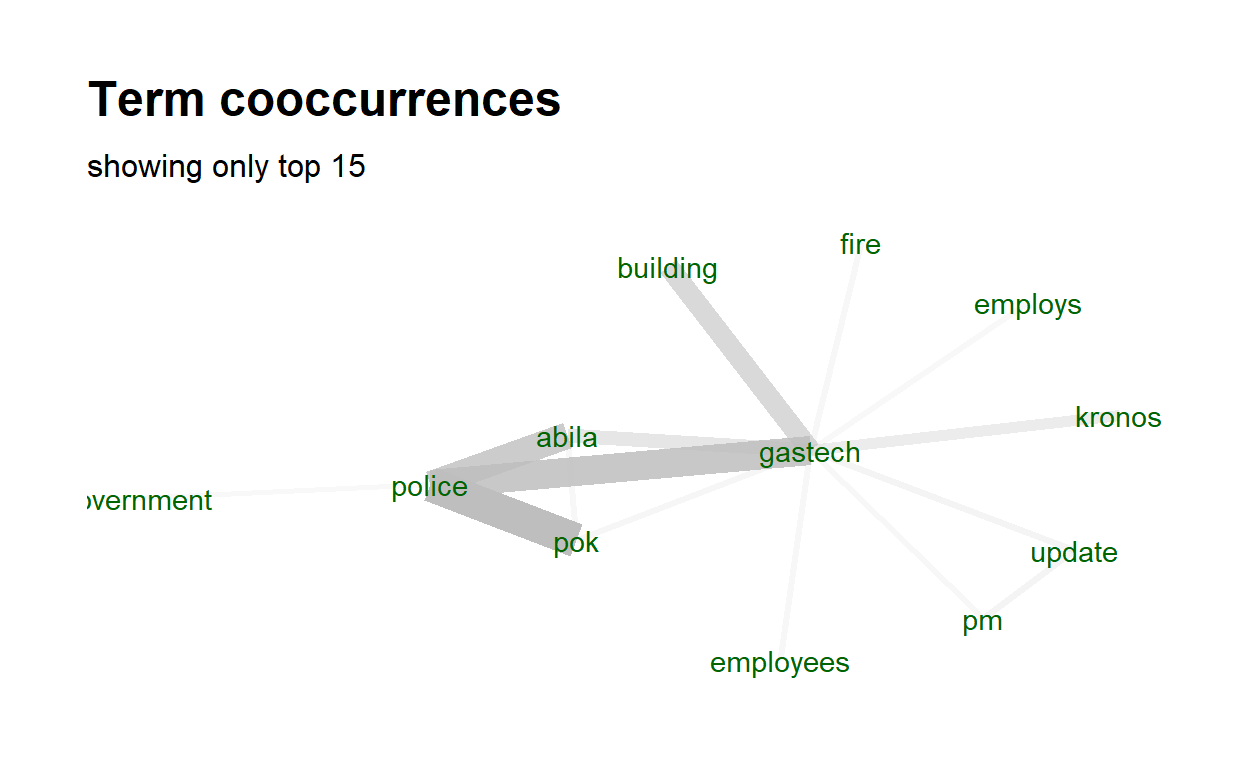 Term cooccurrences
showing only top 15
fire
building
employs
kronos
abila
gastech
police
overnment
pok
update
pm
employees